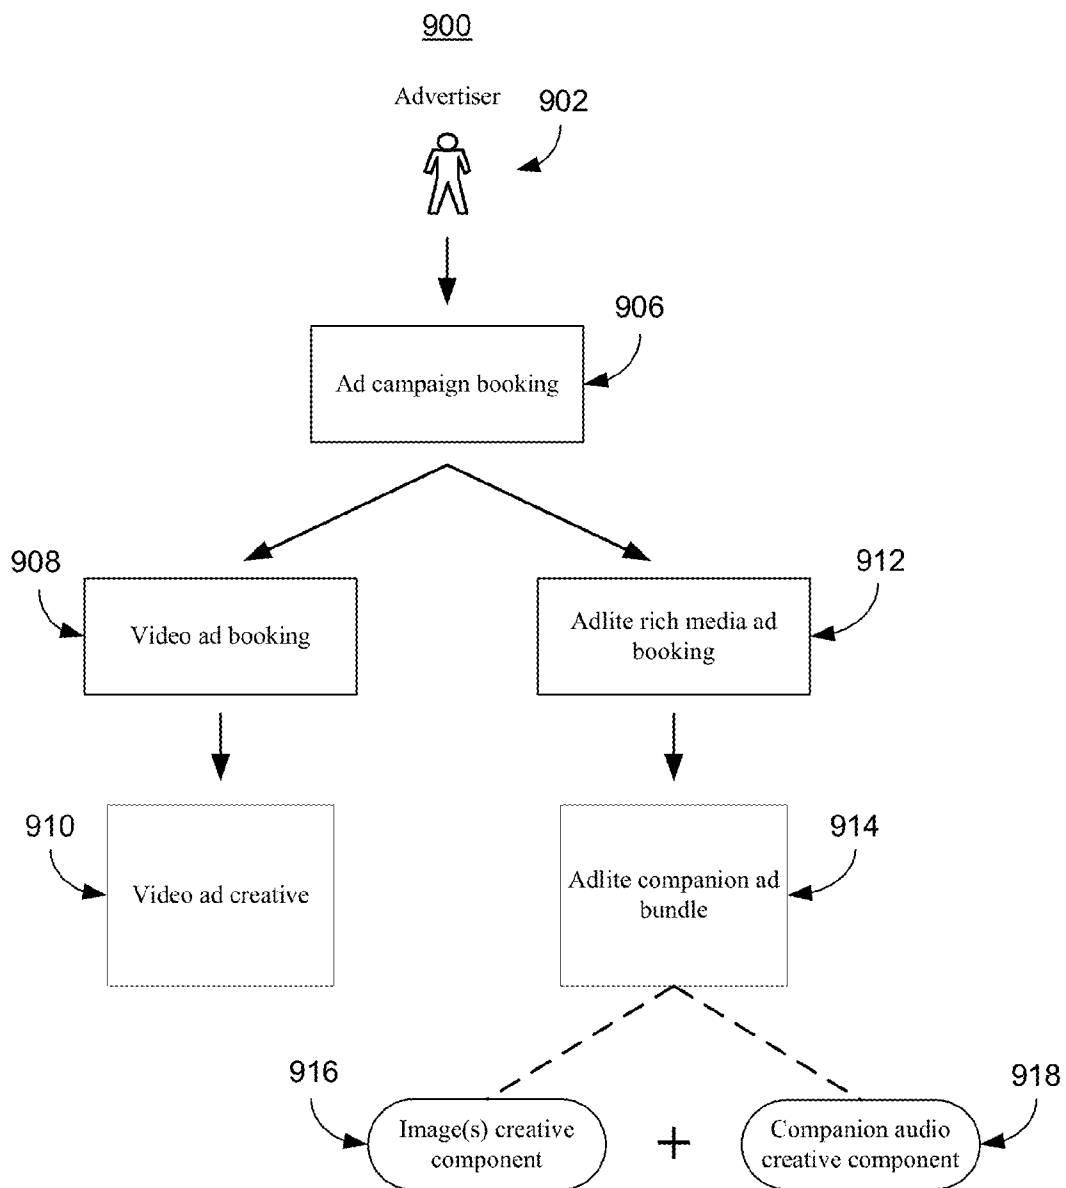 900
Advertiser
902
906
Ad campaign booking
908
912
Video ad booking
Adlite rich media ad
booking
910
914
Video ad creative
Adlite companion ad
bundle
916
918
Image(s) creative
component
+
Companion audio
creative component